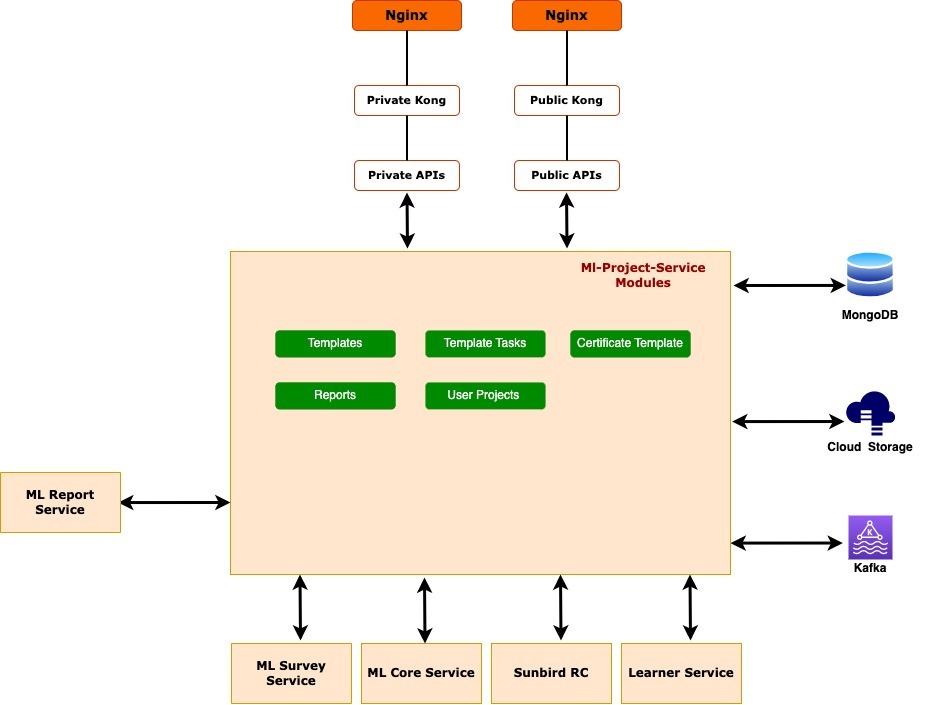 Nginx
Nginx
Private Kong
Public Kong
Private APIs
Public APIs
Ml-Project-Service
Modules
MongoDB
Templates
Template Tasks
Certificate Template
Reports
User Projects
Cloud Storage
ML Report
Service
K
Kafka
ML Survey
Service
ML Core Service
Sunbird RC
Learner Service